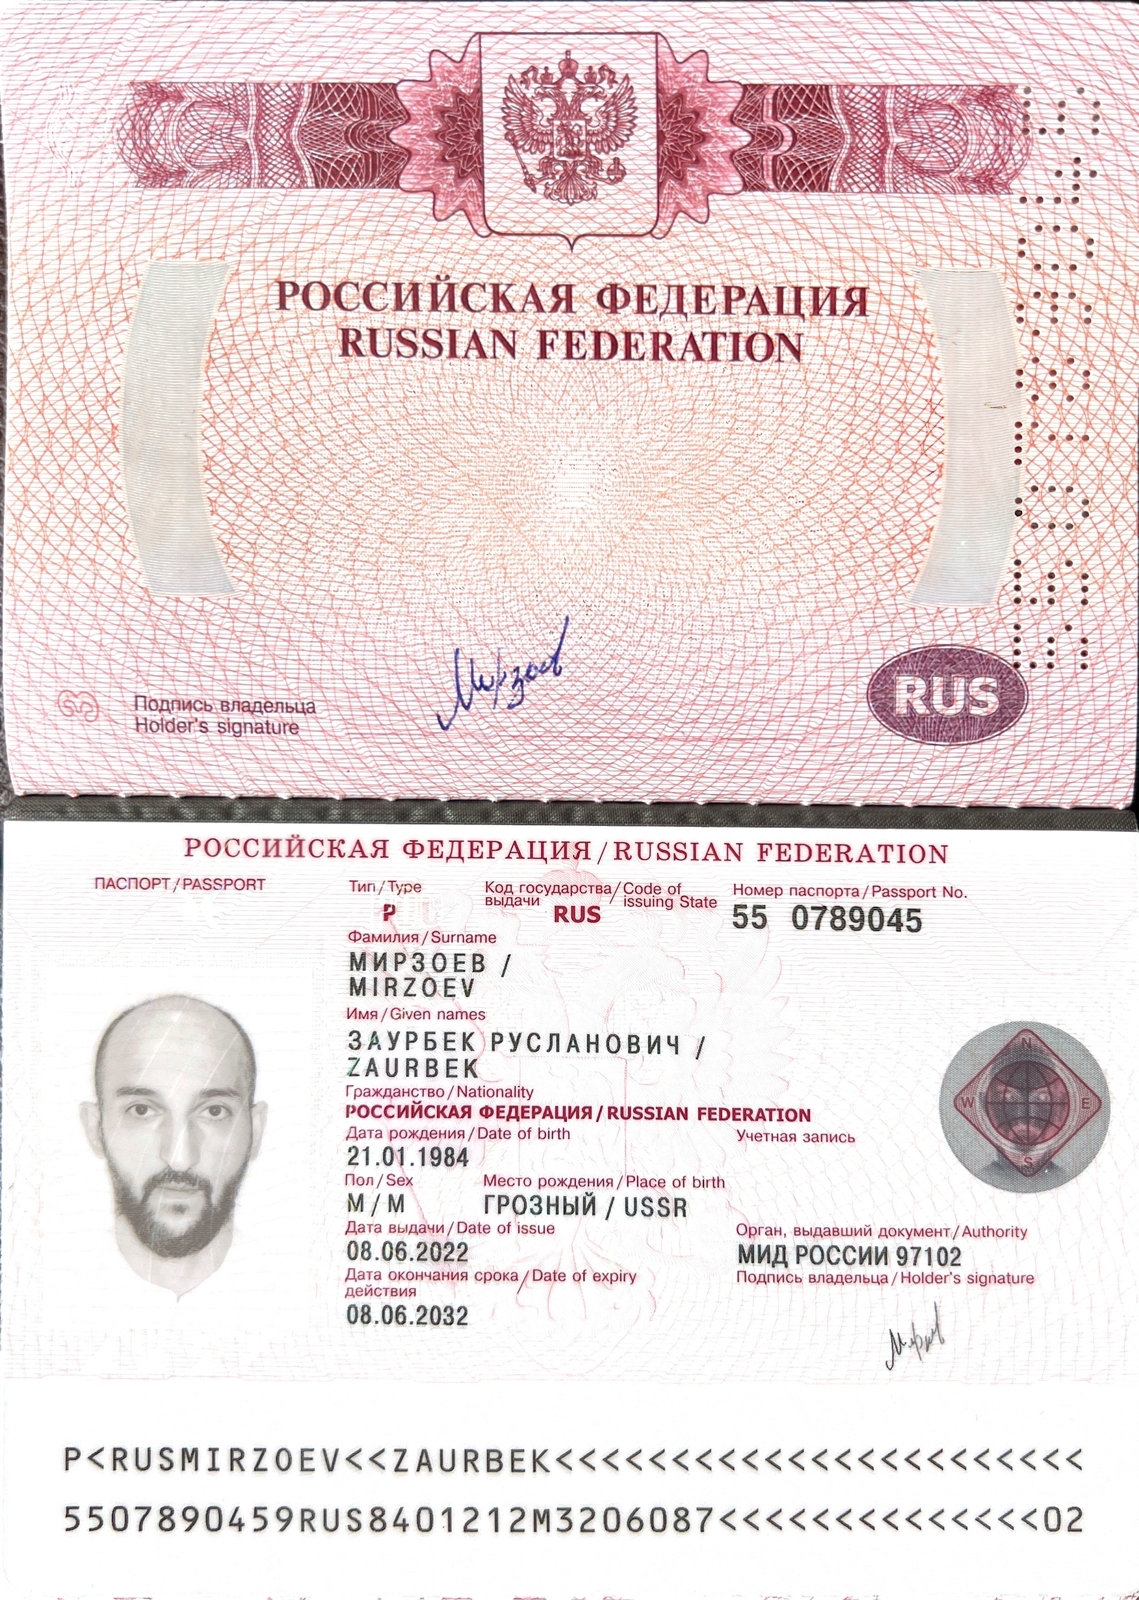 РОССИЙСКАЯ ФЕДЕРАЦИЯ
RUSSIAN FEDERATION
Мирзоев
Подпись владельца
Holder's signature
RUS
РОССИЙСКАЯ ФЕДЕРАЦИЯ / RUSSIAN FEDERATION
ПАСПОРТ / PASSPORT
Тип / Type
Код государства / Code of
выдачи / issuing State
Номер паспорта / Passport No.
P
RUS
55 0789045
Фамилия / Surname
МИРЗОЕВ /
MIRZOEV
Имя / Given names
ЗАУРБЕК РУСЛАНОВИЧ /
ZAURBEK
Гражданство / Nationality
РОССИЙСКАЯ ФЕДЕРАЦИЯ / RUSSIAN FEDERATION
Дата рождения / Date of birth
Учетная запись
21.01.1984
Пол / Sex
Место рождения / Place of birth
М / M
ГРОЗНЫЙ / USSR
Дата выдачи / Date of issue
Орган, выдавший документ / Authority
08.06.2022
МИД РОССИИ 97102
Дата окончания срока / Date of expiry
действия
Подпись владельца / Holder's signature
08.06.2032
N
W
E
S
P<RUSMIRZOEV<<ZAURBEK<<<<<<<<<<<<<<<<<<<<<<<
5507890459RUS8401212M3206087<<<<<<<<<<<<<<02